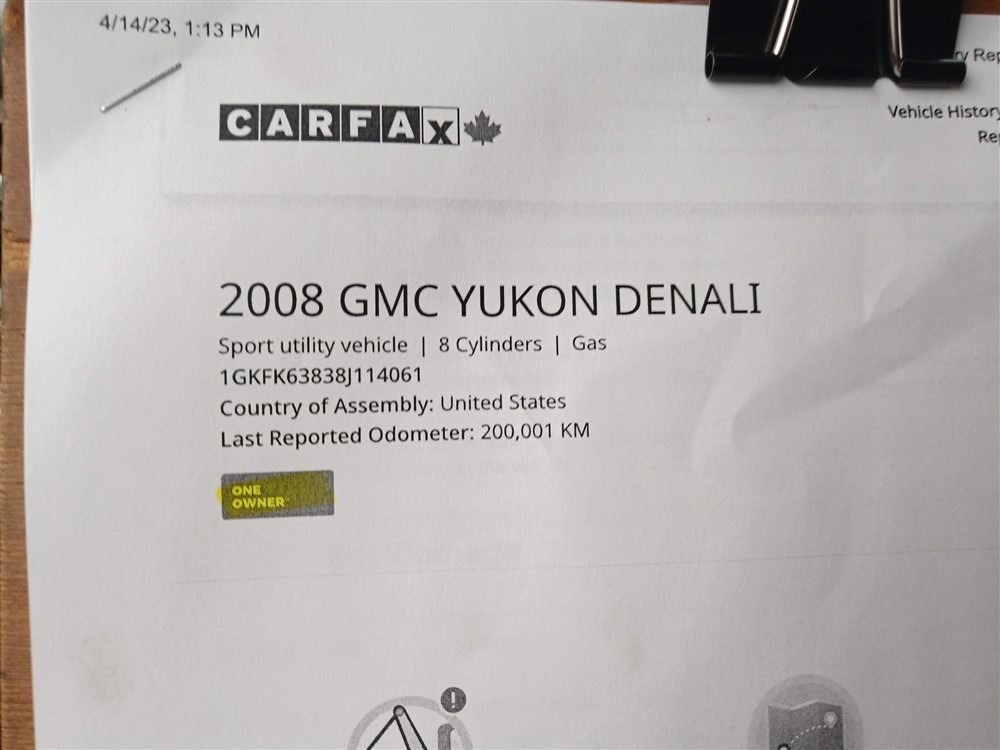 4/14/23, 1:13 PM
CARFAX
Vehicle History
2008 GMC YUKON DENALI
Sport utility vehicle | 8 Cylinders | Gas
1GKFK63838J114061
Country of Assembly: United States
Last Reported Odometer: 200,001 KM
ONE
OWNER